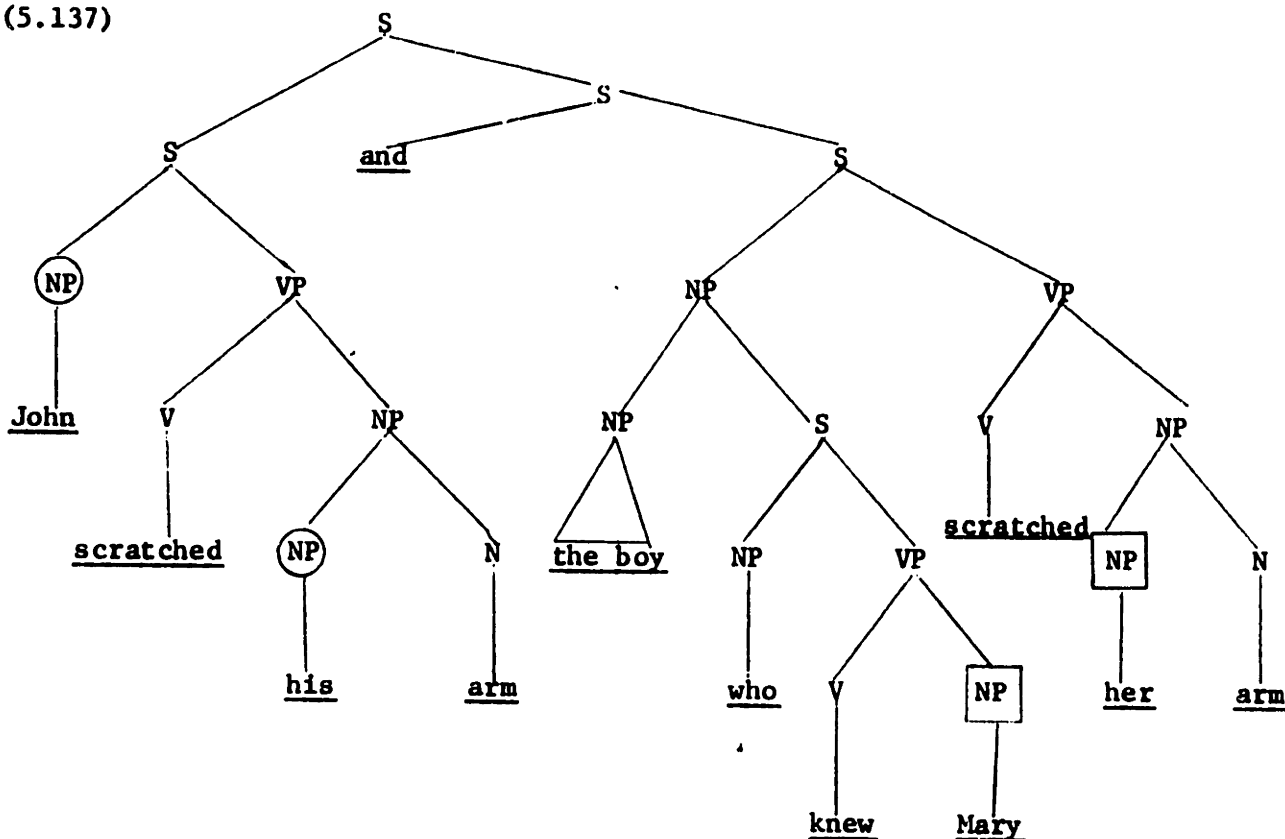 (5.137)
S
S
S and S
NP VP NP VP
John V NP NP S V NP
scratched NP N the boy NP VP scratched NP N
his arm who V NP her arm
knew Mary